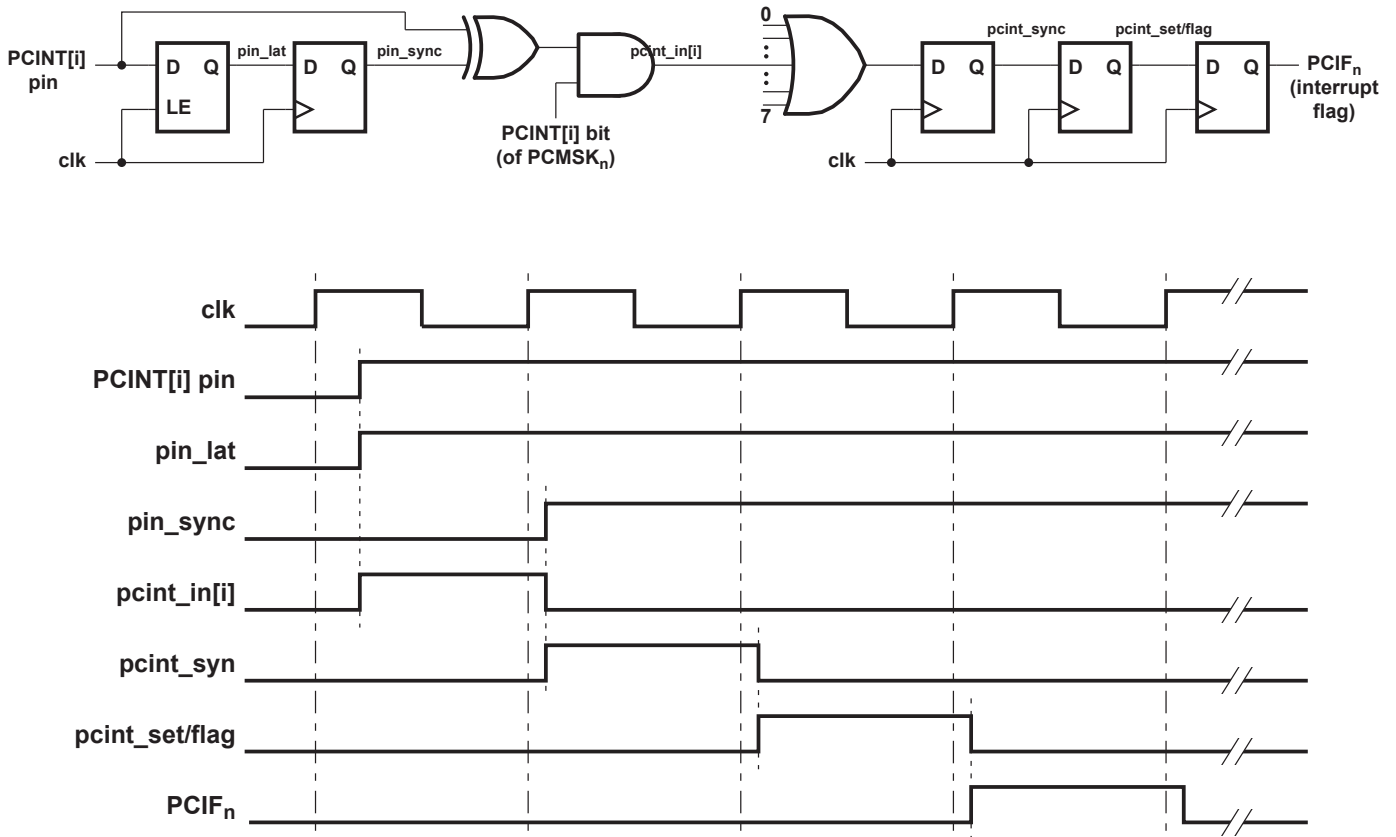 PCINT[i]
pin
D Q
LE
pin_lat
D Q
pin_sync
clk
PCINT[i] bit
(of PCMSKn)
pcint_in[i]
0
7
D Q
pcint_sync
D Q
pcint_set/flag
D Q
clk
PCIFn
(interrupt
flag)
clk
PCINT[i] pin
pin_lat
pin_sync
pcint_in[i]
pcint_syn
pcint_set/flag
PCIFn